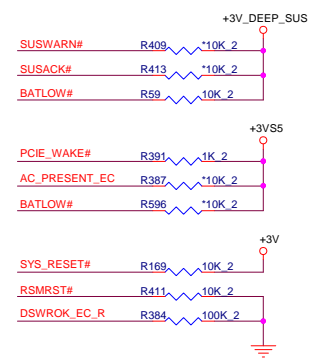 +3V_DEEP_SUS
SUSWARN# R409 *10K_2
SUSACK# R413 *10K_2
BATLOW# R59 10K_2
+3VS5
PCIE_WAKE# R391 1K_2
AC_PRESENT_EC R387 *10K_2
BATLOW# R596 *10K_2
+3V
SYS_RESET# R169 10K_2
RSMRST# R411 10K_2
DSWROK_EC_R R384 100K_2